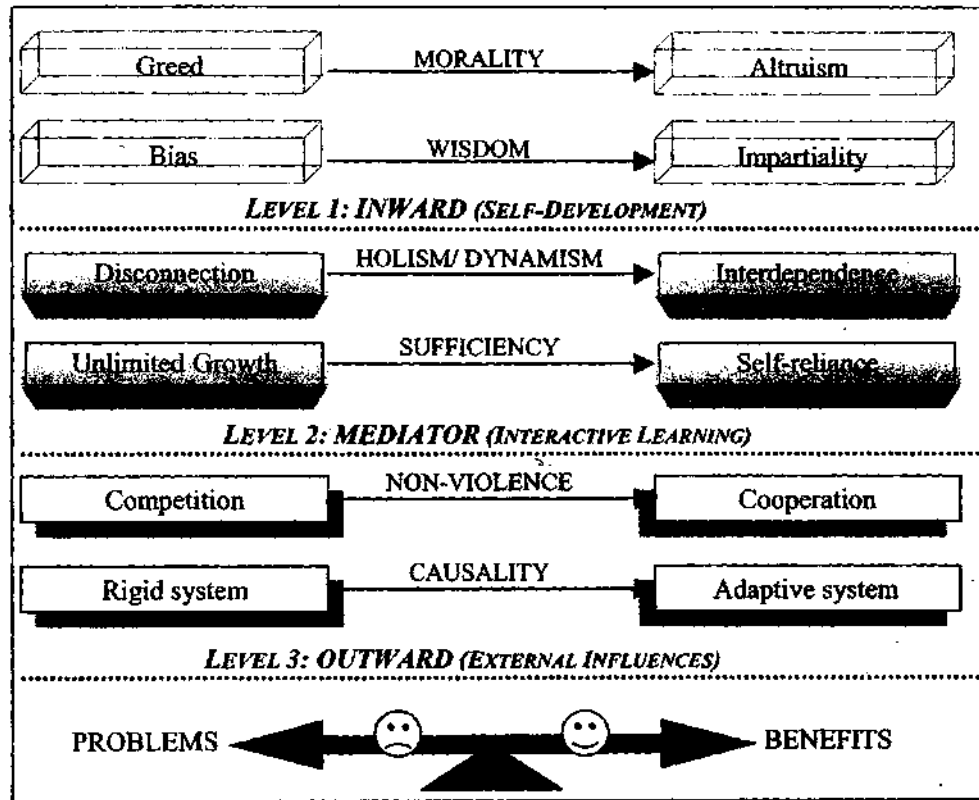 Greed MORALITY Altruism
Bias WISDOM Impartiality
LEVEL 1: INWARD (SELF-DEVELOPMENT)
Disconnection HOLISM/ DYNAMISM Interdependence
Unlimited Growth SUFFICIENCY Self-reliance
LEVEL 2: MEDIATOR (INTERACTIVE LEARNING)
Competition NON-VIOLENCE Cooperation
Rigid system CAUSALITY Adaptive system
LEVEL 3: OUTWARD (EXTERNAL INFLUENCES)
PROBLEMS BENEFITS